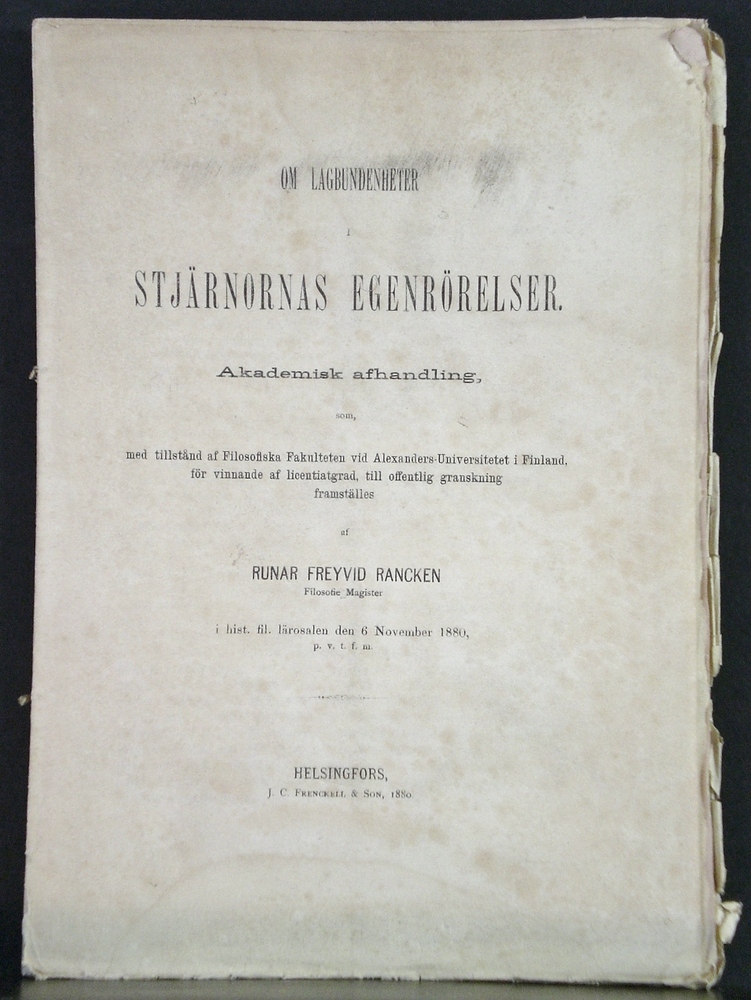 OM LAGBUNDENHETER
I
STJÄRNORNAS EGENRÖRELSER.
Akademisk afhandling,
som,
med tillstånd af Filosofiska Fakulteten vid Alexanders-Universitetet i Finland,
för vinnande af licentiatgrad, till offentlig granskning
framställes
af
RUNAR FREYVID RANCKEN
Filosofie Magister
i hist. fil. lärosalen den 6 November 1880,
p. v. t. f. m.
HELSINGFORS,
J. C. FRENCKELL & SON, 1880.